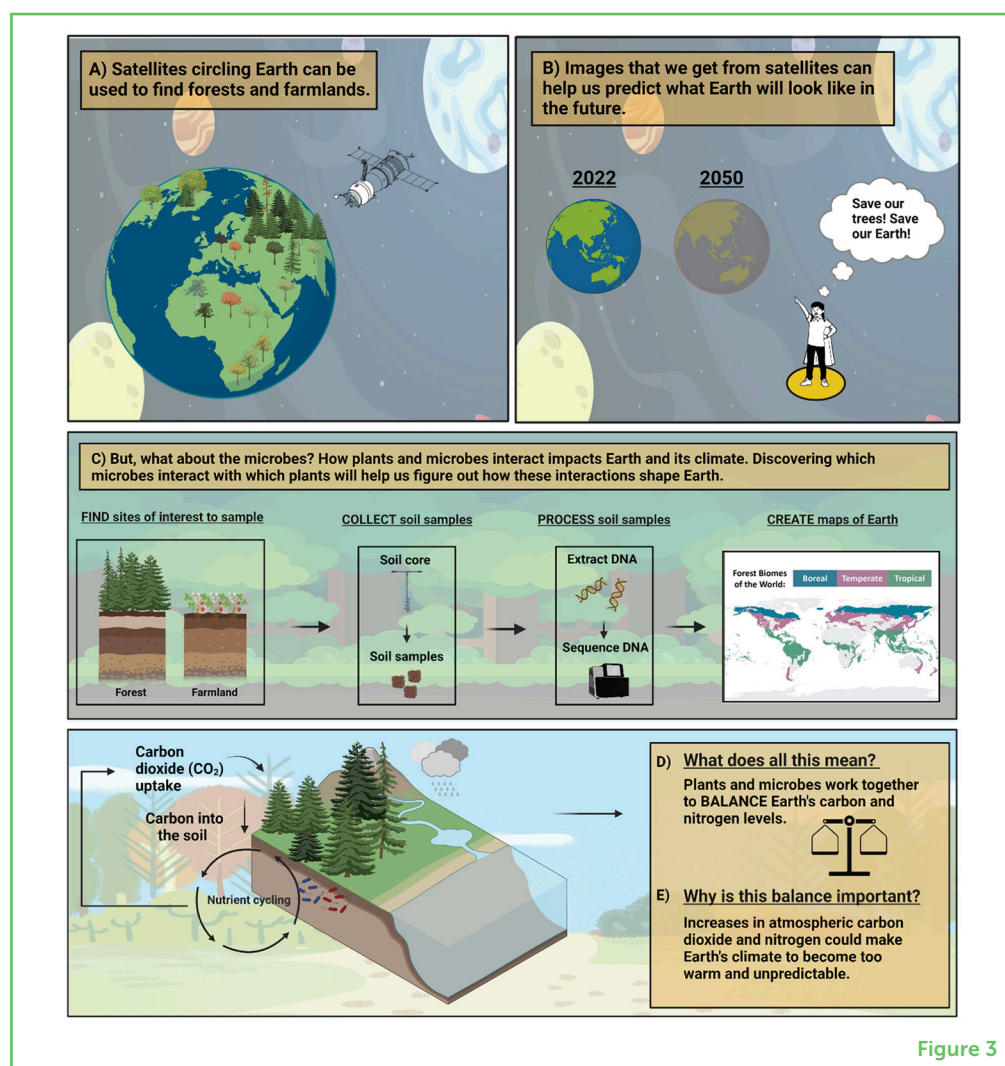 A) Satellites circling Earth can be
used to find forests and farmlands.
B) Images that we get from satellites can
help us predict what Earth will look like in
the future.
2022
2050
Save our
trees! Save
our Earth!
C) But, what about the microbes? How plants and microbes interact impacts Earth and its climate. Discovering which
microbes interact with which plants will help us figure out how these interactions shape Earth.
FIND sites of interest to sample
Forest
Farmland
COLLECT soil samples
Soil core
Soil samples
PROCESS soil samples
Extract DNA
Sequence DNA
CREATE maps of Earth
Forest Biomes
of the World:
Boreal
Temperate
Tropical
Carbon
dioxide (CO₂)
uptake
Carbon into
the soil
Nutrient cycling
D) What does all this mean?
Plants and microbes work together
to BALANCE Earth's carbon and
nitrogen levels.
E) Why is this balance important?
Increases in atmospheric carbon
dioxide and nitrogen could make
Earth's climate to become too
warm and unpredictable.
Figure 3